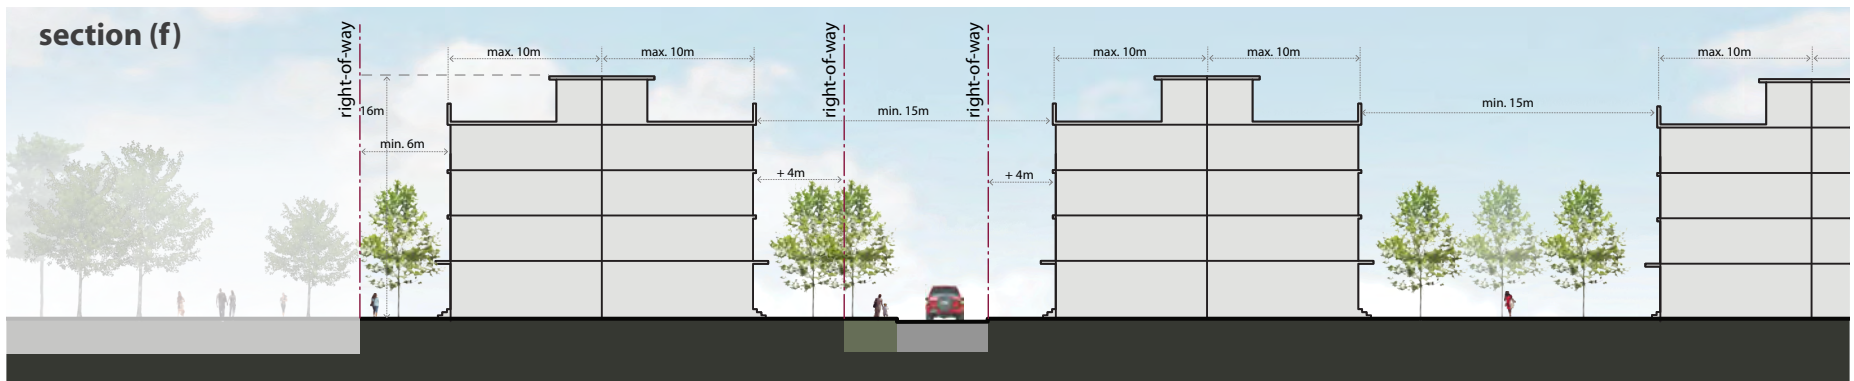 section (f)
right-of-way
right-of-way
right-of-way
max. 10m
max. 10m
max. 10m
max. 10m
max. 10m
16m
min. 15m
min. 15m
min. 6m
+ 4m
+ 4m